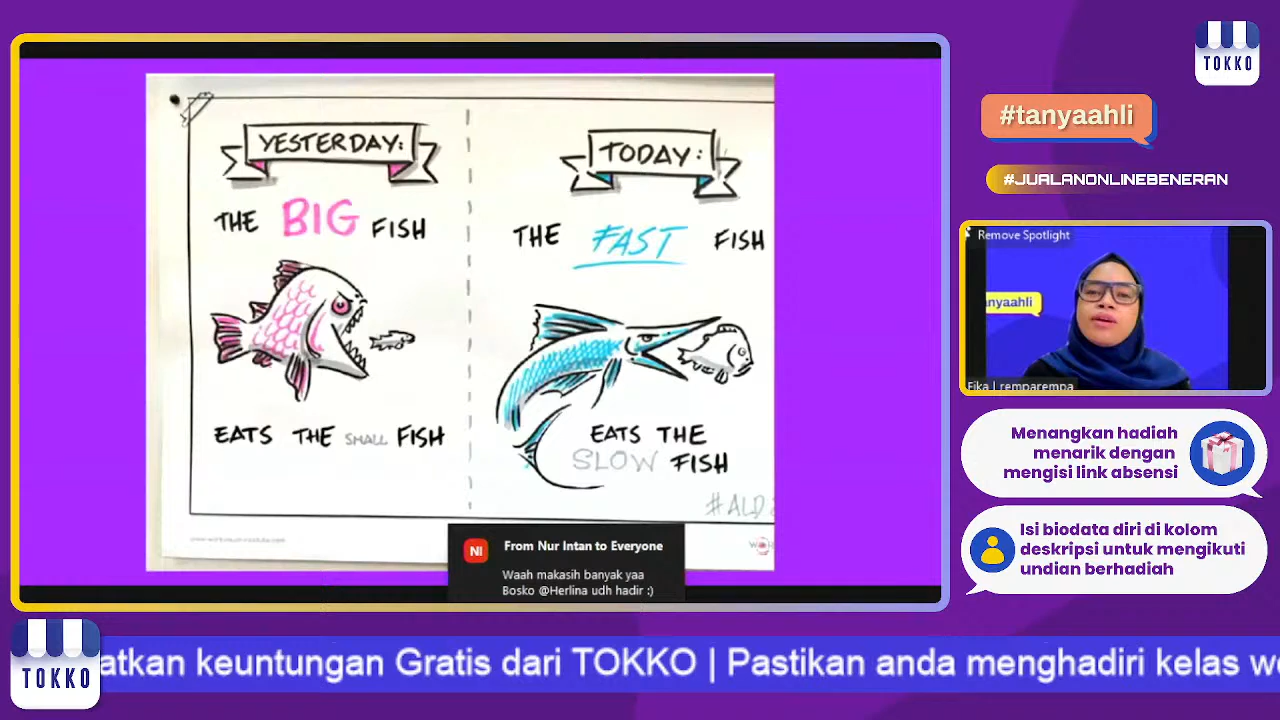 YESTERDAY:
THE BIG FISH
EATS THE SMALL FISH
TODAY:
THE FAST FISH
EATS THE
SLOW FISH
#ALD
NI
From Nur Intan to Everyone
Waah makasih banyak yaa
Bosko @Herlina udh hadir :)
TOKKO
#tanyaahli
#JUALANONLINEBENERAN
Remove Spotlight
anyaahli
Fika | remparempa
Menangkan hadiah
menarik dengan
mengisi link absensi
Isi biodata diri di kolom
deskripsi untuk mengikuti
undian berhadiah
TOKKO
atkan keuntungan Gratis dari TOKKO | Pastikan anda menghadiri kelas we